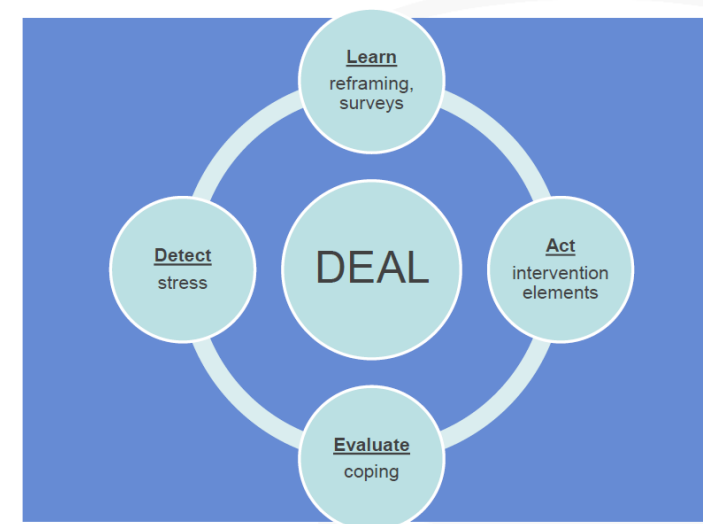 Learn
reframing,
surveys
Detect
stress
DEAL
Act
intervention
elements
Evaluate
coping